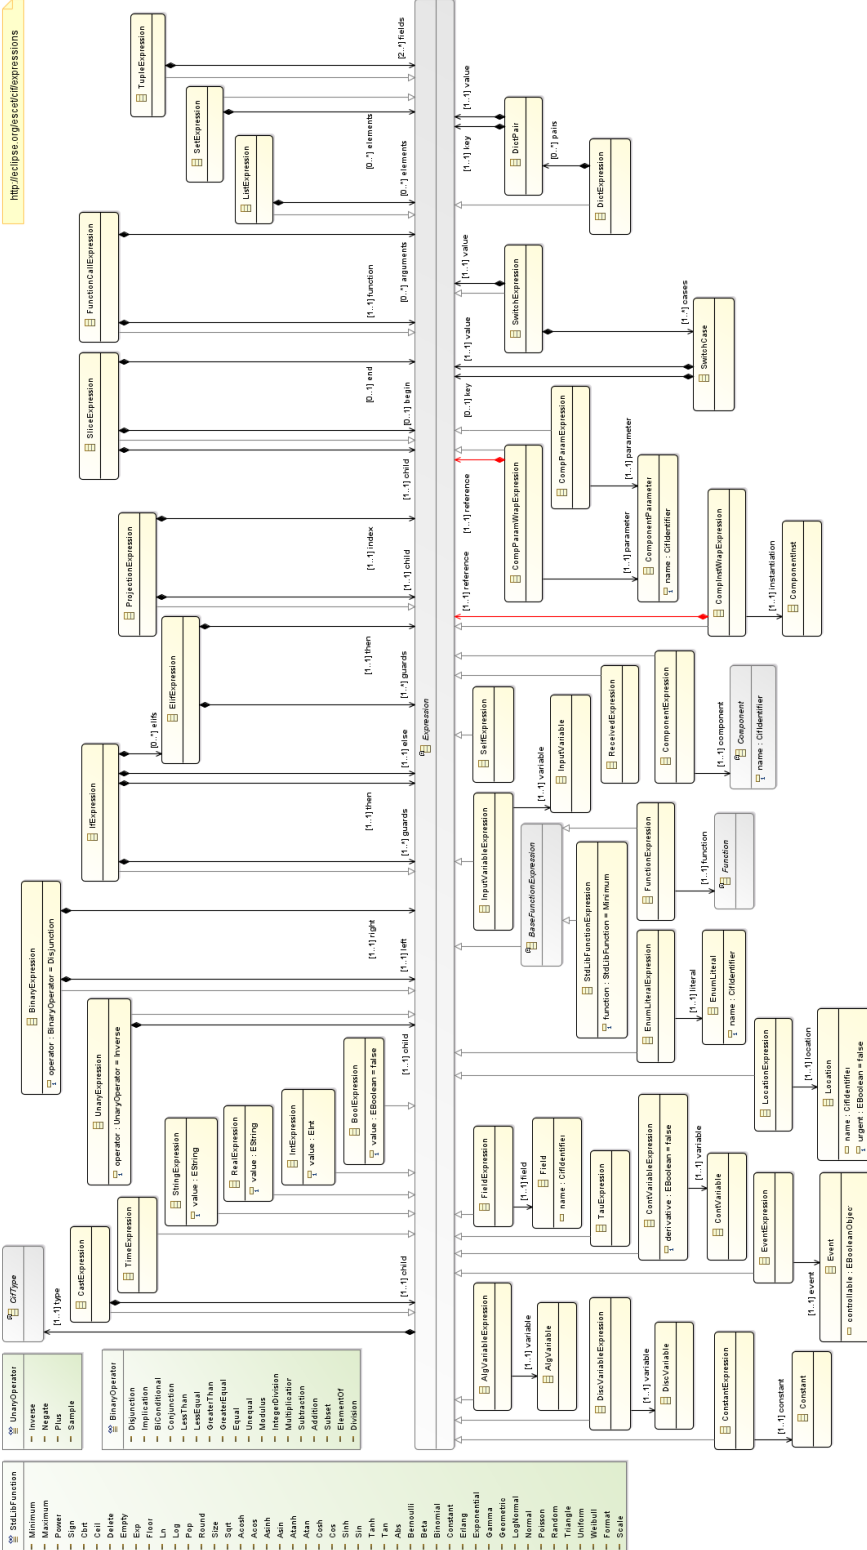 http://eclipse.org/escet/cif/expressions
TupleExpression
[2..*] fields
SetExpression
[0..*] elements
ListExpression
[0..*] elements
FunctionCallExpression
[1..1] function
[0..*] arguments
SliceExpression
[0..1] end
[0..1] begin
[1..1] child
ProjectionExpression
[1..1] index
[1..1] child
ElifExpression
[1..1] then
[1..*] guards
[0..*] elifs
IfExpression
[1..1] else
[1..1] then
[1..*] guards
BinaryExpression
operator : BinaryOperator = Disjunction
[1..1] right
[1..1] left
UnaryExpression
operator : UnaryOperator = Inverse
[1..1] child
BoolExpression
value : EBoolean = false
IntExpression
value : EInt
RealExpression
value : EString
StringExpression
value : EString
TimeExpression
CastExpression
[1..1] child
CifType
[1..1] type
Expression
DictPair
[1..1] value
[1..1] key
[0..*] pairs
DictExpression
SwitchExpression
[1..1] value
[1..*] cases
SwitchCase
[1..1] value
[0..1] key
CompParamExpression
[1..1] parameter
CompParamWrapExpression
[1..1] reference
[1..1] parameter
ComponentParameter
name : CifIdentifier
CompInstWrapExpression
[1..1] reference
[1..1] instantiation
ComponentInst
SelfExpression
InputVariable
ReceivedExpression
ComponentExpression
[1..1] component
Component
name : CifIdentifier
InputVariableExpression
[1..1] variable
BaseFunctionExpression
StdLibFunctionExpression
function : StdLibFunction = Minimum
FunctionExpression
[1..1] function
Function
EnumLiteralExpression
[1..1] literal
EnumLiteral
name : CifIdentifier
LocationExpression
[1..1] location
Location
name : CifIdentifier
urgent : EBoolean = false
FieldExpression
[1..1] field
Field
name : CifIdentifier
TauExpression
ContVariableExpression
derivative : EBoolean = false
[1..1] variable
ContVariable
EventExpression
[1..1] event
Event
controllable : EBooleanObjec
AlgVariableExpression
[1..1] variable
AlgVariable
DiscVariableExpression
[1..1] variable
DiscVariable
ConstantExpression
[1..1] constant
Constant
UnaryOperator
Inverse
Negate
Plus
Sample
BinaryOperator
Disjunction
Implication
BiConditional
Conjunction
LessThan
LessEqual
GreaterThan
GreaterEqual
Equal
Unequal
Modulus
IntegerDivision
Multiplication
Subtraction
Addition
Subset
ElementOf
Division
StdLibFunction
Minimum
Maximum
Power
Sign
Cbrt
Ceil
Delete
Empty
Exp
Floor
Ln
Log
Pop
Round
Size
Sqrt
Acosh
Acos
Asinh
Asin
Atanh
Atan
Cosh
Cos
Sinh
Sin
Tanh
Tan
Abs
Bernoulli
Beta
Binomial
Constant
Erlang
Exponential
Gamma
Geometric
LogNormal
Normal
Poisson
Random
Triangle
Uniform
Weibull
Format
Scale